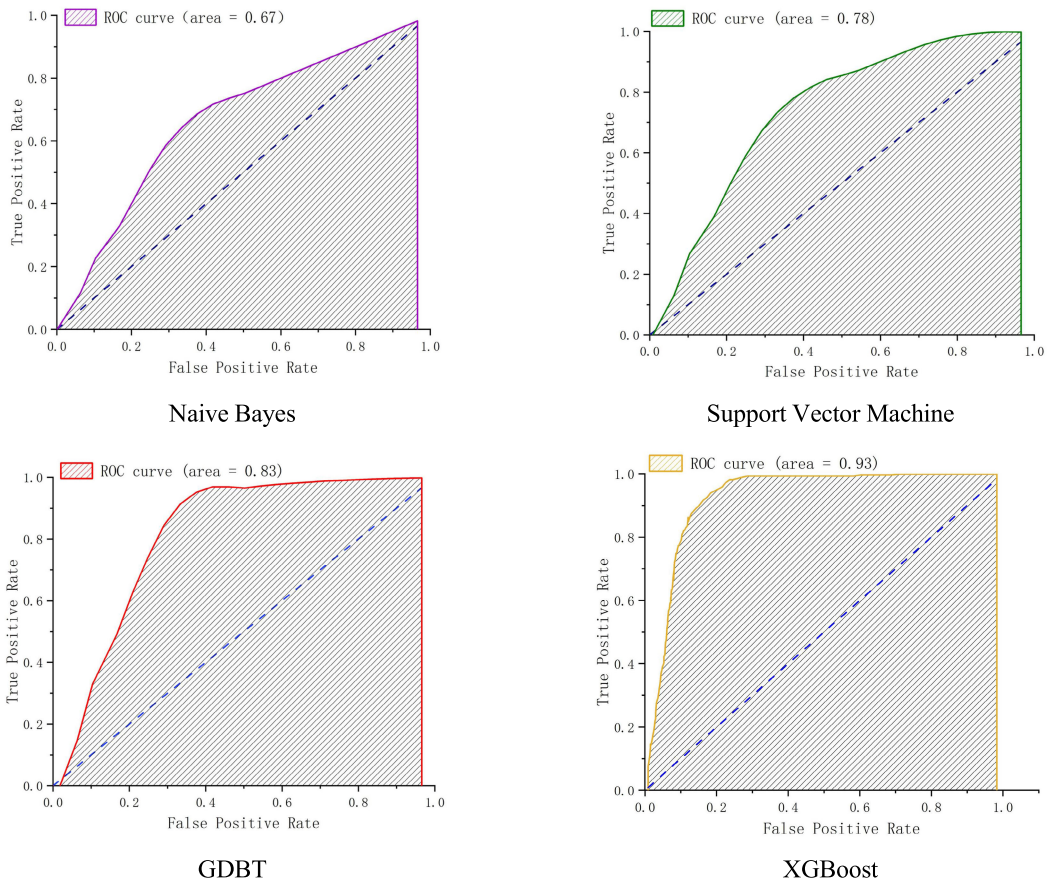 ROC curve (area = 0.67)
1.0
0.8
0.6
0.4
0.2
0.0
True Positive Rate
0.0 0.2 0.4 0.6 0.8 1.0
False Positive Rate
Naive Bayes
ROC curve (area = 0.78)
1.0
0.8
0.6
0.4
0.2
0.0
True Positive Rate
0.0 0.2 0.4 0.6 0.8 1.0
False Positive Rate
Support Vector Machine
ROC curve (area = 0.83)
1.0
0.8
0.6
0.4
0.2
0.0
True Positive Rate
0.0 0.2 0.4 0.6 0.8 1.0
False Positive Rate
GDBT
ROC curve (area = 0.93)
1.0
0.8
0.6
0.4
0.2
0.0
True Positive Rate
0.0 0.2 0.4 0.6 0.8 1.0
False Positive Rate
XGBoost